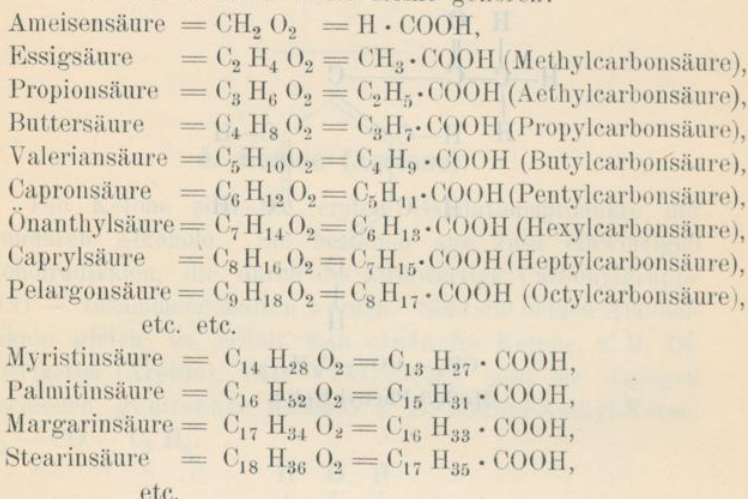 Ameisensäure = CH₂ O₂ = H · COOH,
Essigsäure = C₂ H₄ O₂ = CH₃ · COOH (Methylcarbonsäure),
Propionsäure = C₃ H₆ O₂ = C₂H₅ · COOH (Aethylcarbonsäure),
Buttersäure = C₄ H₈ O₂ = C₃H₇ · COOH (Propylcarbonsäure),
Valeriansäure = C₅ H₁₀O₂ = C₄ H₉ · COOH (Butylcarbonsäure),
Capronsäure = C₆ H₁₂ O₂ = C₅H₁₁ · COOH (Pentylcarbonsäure),
Önanthylsäure = C₇ H₁₄ O₂ = C₆ H₁₃ · COOH (Hexylcarbonsäure),
Caprylsäure = C₈ H₁₆ O₂ = C₇H₁₅ · COOH (Heptylcarbonsäure),
Pelargonsäure = C₉ H₁₈ O₂ = C₈ H₁₇ · COOH (Octylcarbonsäure),
etc. etc.
Myristinsäure = C₁₄ H₂₈ O₂ = C₁₃ H₂₇ · COOH,
Palmitinsäure = C₁₆ H₅₂ O₂ = C₁₅ H₃₁ · COOH,
Margarinsäure = C₁₇ H₃₄ O₂ = C₁₆ H₃₃ · COOH,
Stearinsäure = C₁₈ H₃₆ O₂ = C₁₇ H₃₅ · COOH,
etc.